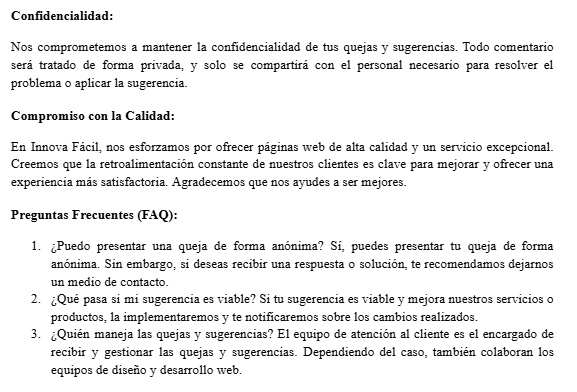 Confidencialidad:
Nos comprometemos a mantener la confidencialidad de tus quejas y sugerencias. Todo comentario
será tratado de forma privada, y solo se compartirá con el personal necesario para resolver el
problema o aplicar la sugerencia.
Compromiso con la Calidad:
En Innova Fácil, nos esforzamos por ofrecer páginas web de alta calidad y un servicio excepcional.
Creemos que la retroalimentación constante de nuestros clientes es clave para mejorar y ofrecer una
experiencia más satisfactoria. Agradecemos que nos ayudes a ser mejores.
Preguntas Frecuentes (FAQ):
1. ¿Puedo presentar una queja de forma anónima? Sí, puedes presentar tu queja de forma
anónima. Sin embargo, si deseas recibir una respuesta o solución, te recomendamos dejarnos
un medio de contacto.
2. ¿Qué pasa si mi sugerencia es viable? Si tu sugerencia es viable y mejora nuestros servicios o
productos, la implementaremos y te notificaremos sobre los cambios realizados.
3. ¿Quién maneja las quejas y sugerencias? El equipo de atención al cliente es el encargado de
recibir y gestionar las quejas y sugerencias. Dependiendo del caso, también colaboran los
equipos de diseño y desarrollo web.